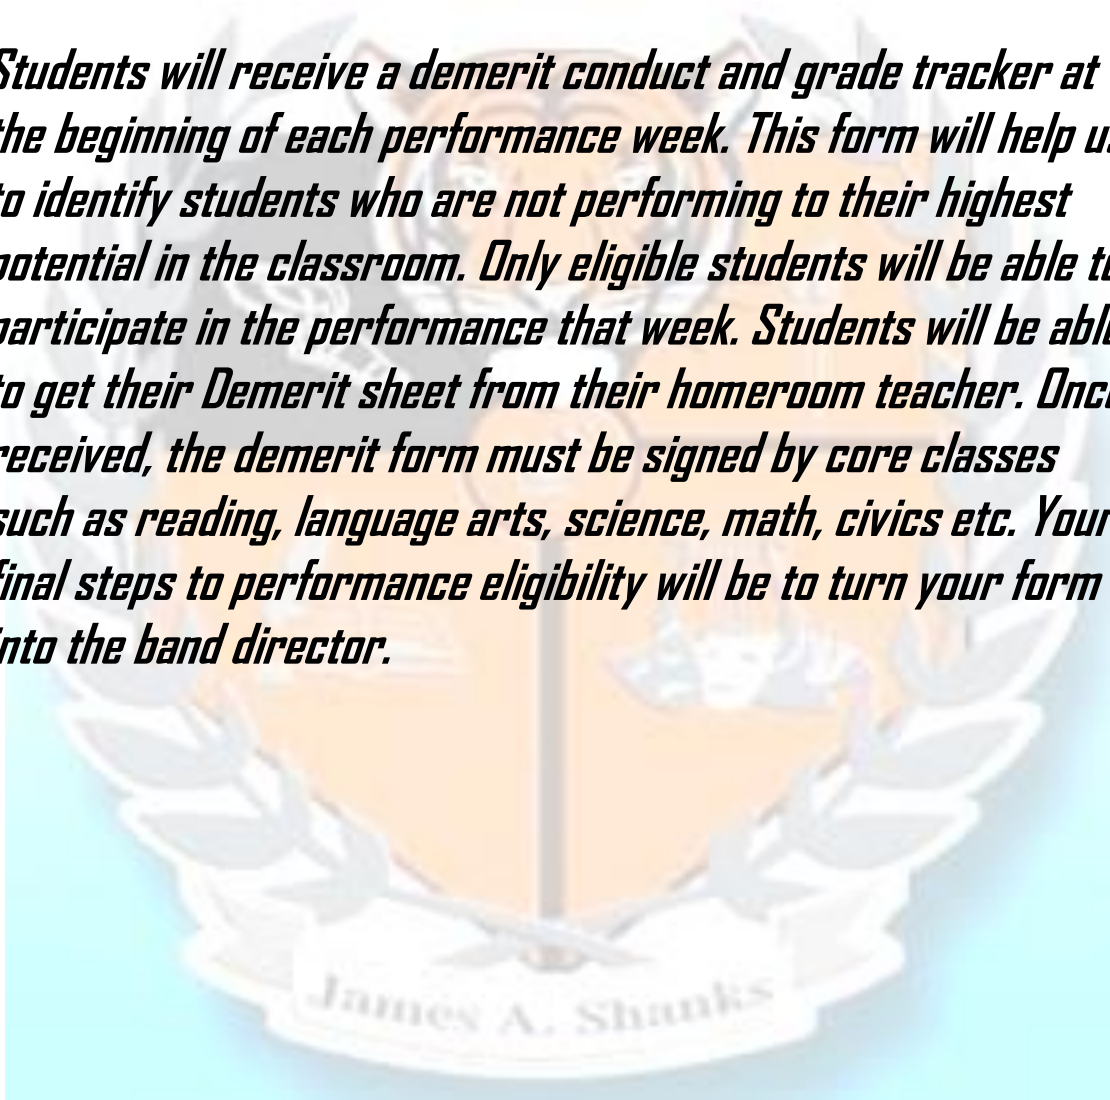 Students will receive a demerit conduct and grade tracker at
the beginning of each performance week. This form will help us
to identify students who are not performing to their highest
potential in the classroom. Only eligible students will be able to
participate in the performance that week. Students will be able
to get their Demerit sheet from their homeroom teacher. Once
received, the demerit form must be signed by core classes
such as reading, language arts, science, math, civics etc. Your
final steps to performance eligibility will be to turn your form
into the band director.
James A. Shanks